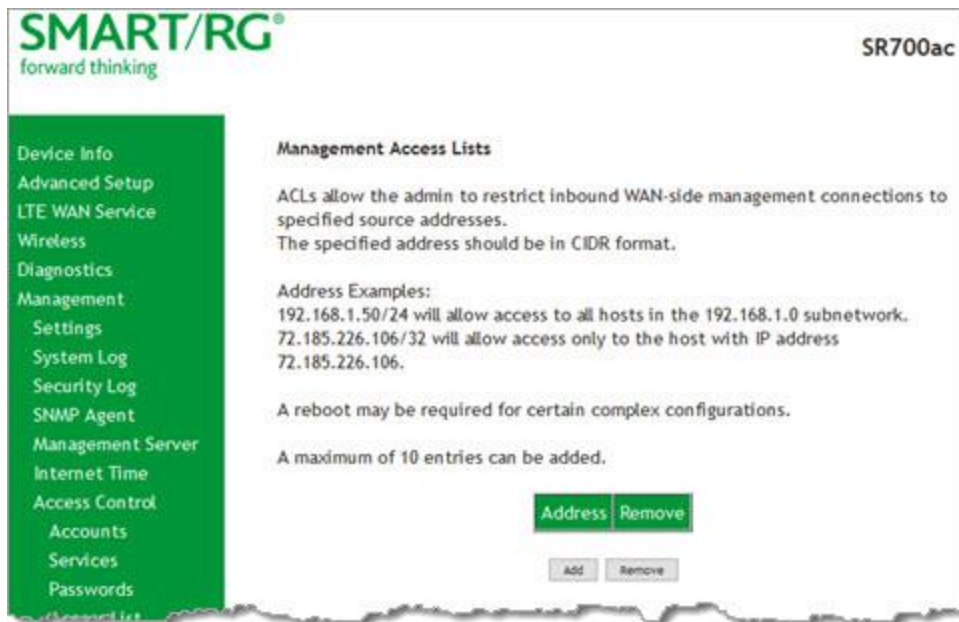 SMART/RG®
forward thinking
SR700ac
Device Info
Advanced Setup
LTE WAN Service
Wireless
Diagnostics
Management
Settings
System Log
Security Log
SNMP Agent
Management Server
Internet Time
Access Control
Accounts
Services
Passwords
Management Access Lists
ACLs allow the admin to restrict inbound WAN-side management connections to
specified source addresses.
The specified address should be in CIDR format.
Address Examples:
192.168.1.50/24 will allow access to all hosts in the 192.168.1.0 subnetwork.
72.185.226.106/32 will allow access only to the host with IP address
72.185.226.106.
A reboot may be required for certain complex configurations.
A maximum of 10 entries can be added.
Address Remove
Add Remove